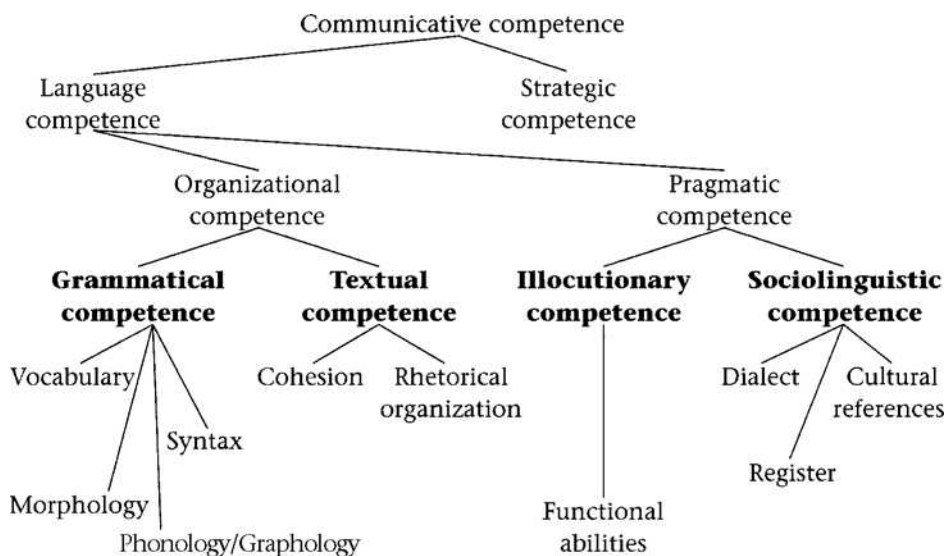 Communicative competence
Language
competence
Strategic
competence
Organizational
competence
Pragmatic
competence
Grammatical
competence
Textual
competence
Illocutionary
competence
Sociolinguistic
competence
Vocabulary
Cohesion
Rhetorical
organization
Dialect
Cultural
references
Syntax
Register
Morphology
Phonology/Graphology
Functional
abilities